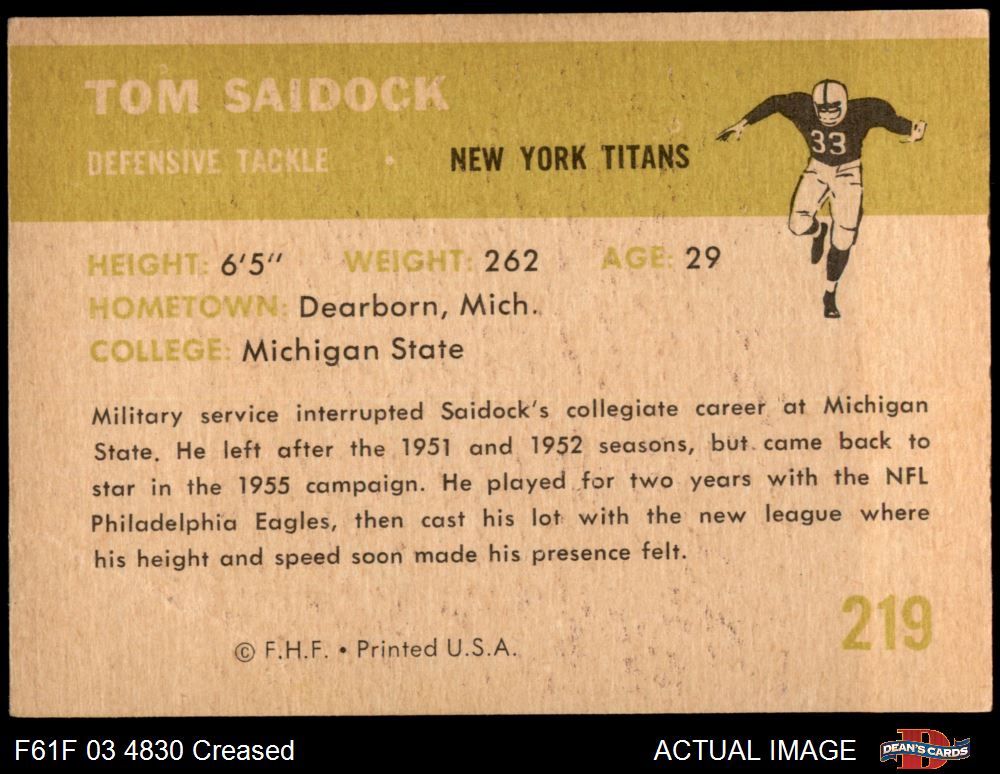 TOM SAIDOCK
DEFENSIVE TACKLE • NEW YORK TITANS
33
HEIGHT: 6'5" WEIGHT: 262 AGE: 29
HOMETOWN: Dearborn, Mich.
COLLEGE: Michigan State
Military service interrupted Saidock's collegiate career at Michigan
State. He left after the 1951 and 1952 seasons, but came back to
star in the 1955 campaign. He played for two years with the NFL
Philadelphia Eagles, then cast his lot with the new league where
his height and speed soon made his presence felt.
219
© F.H.F. • Printed U.S.A.
F61F 03 4830 Creased
ACTUAL IMAGE
DEAN'S CARDS